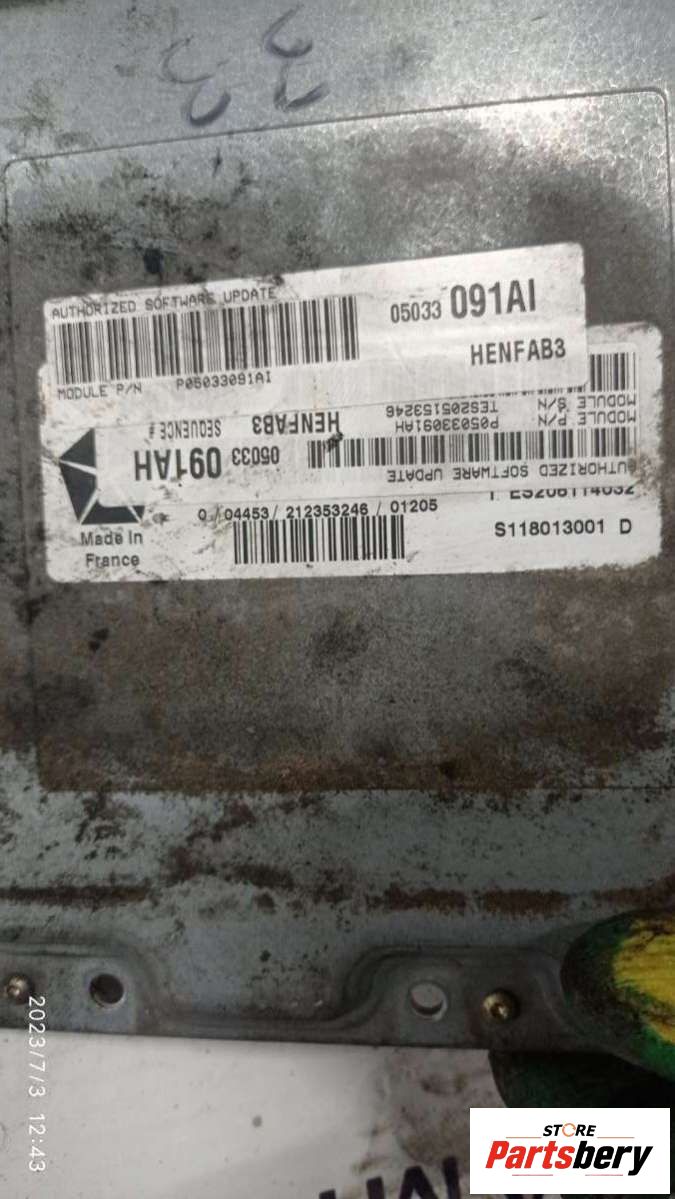 33
AUTHORIZED SOFTWARE UPDATE
05033 091AI
HENFAB3
MODULE P/N P05033091AI
MODULE S/N TES205153246
MODULE P/N P05033091AH
SEQUENCE # HENFAB3
05033 091AH
AUTHORIZED SOFTWARE UPDATE
0 / 04453 / 212353246 / 01205
S118013001 D
Made In
France
2023/7/3 12:43
STORE
Partsbery